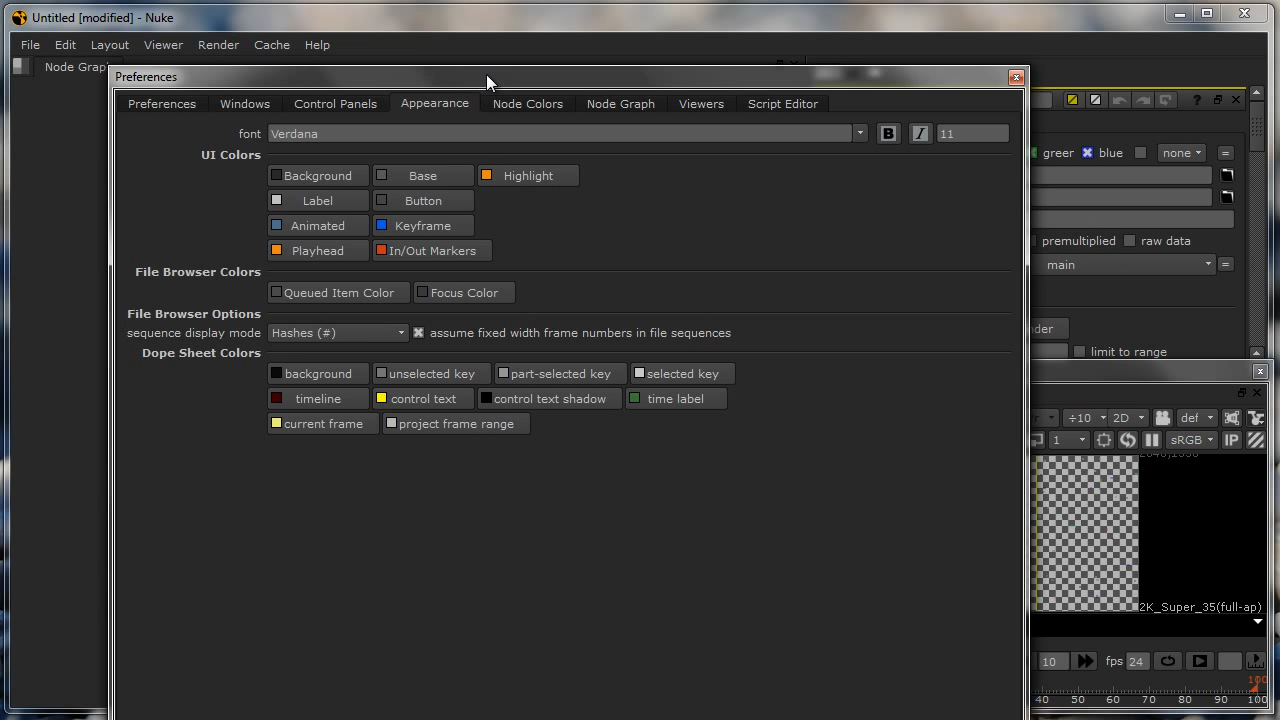 Untitled [modified] - Nuke
File Edit Layout Viewer Render Cache Help
Node Grap
Preferences
Preferences Windows Control Panels Appearance Node Colors Node Graph Viewers Script Editor
font Verdana B I 11
UI Colors
Background Base Highlight
Label Button
Animated Keyframe
Playhead In/Out Markers
File Browser Colors
Queued Item Color Focus Color
File Browser Options
sequence display mode Hashes (#) assume fixed width frame numbers in file sequences
Dope Sheet Colors
background unselected key part-selected key selected key
timeline control text control text shadow time label
current frame project frame range
greer blue none =
premultiplied raw data
main =
der
limit to range
÷10 2D def
1 sRGB IP
2K_Super_35(full-ap)
10 fps 24
100
40 50 60 70 80 90 100